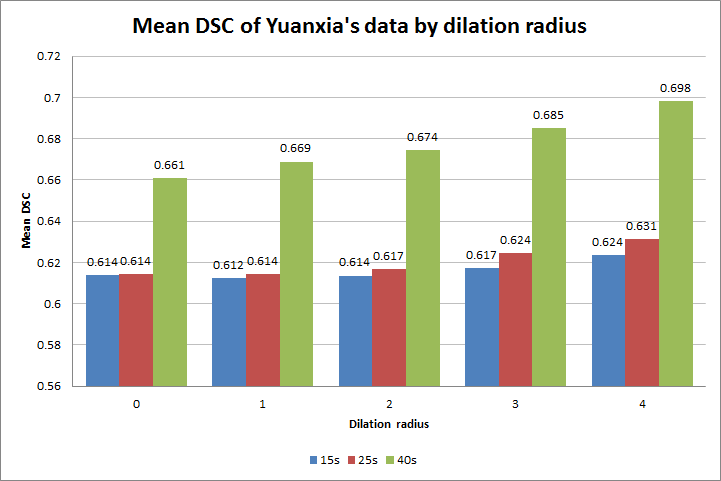 Mean DSC of Yuanxia's data by dilation radius
0.72
0.7
0.68
0.66
0.64
0.62
0.6
0.58
0.56
Mean DSC
0.614 0.614 0.661
0.612 0.614 0.669
0.614 0.617 0.674
0.617 0.624 0.685
0.624 0.631 0.698
0 1 2 3 4
Dilation radius
15s 25s 40s